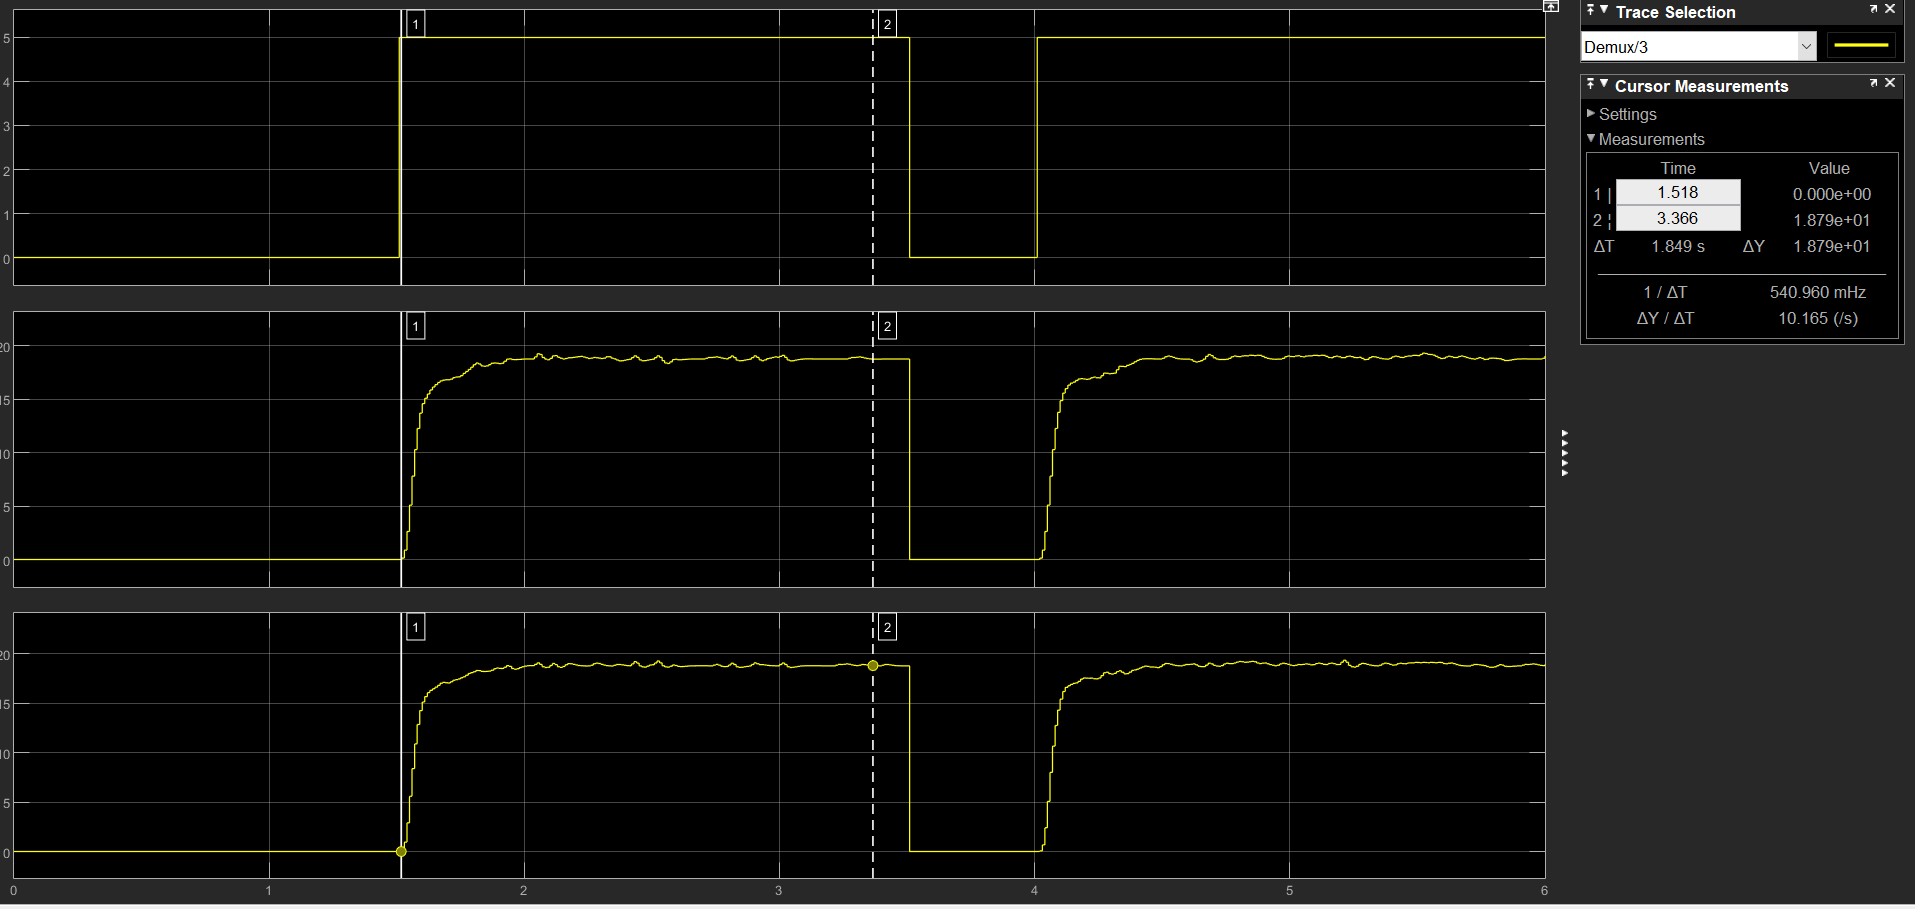 Trace Selection
Demux/3
Cursor Measurements
Settings
Measurements
Time Value
1 | 1.518 0.000e+00
2 ¦ 3.366 1.879e+01
ΔT 1.849 s ΔY 1.879e+01
1 / ΔT 540.960 mHz
ΔY / ΔT 10.165 (/s)
1 2
5
4
3
2
1
0
1 2
20
15
10
5
0
1 2
20
15
10
5
0
0 1 2 3 4 5 6